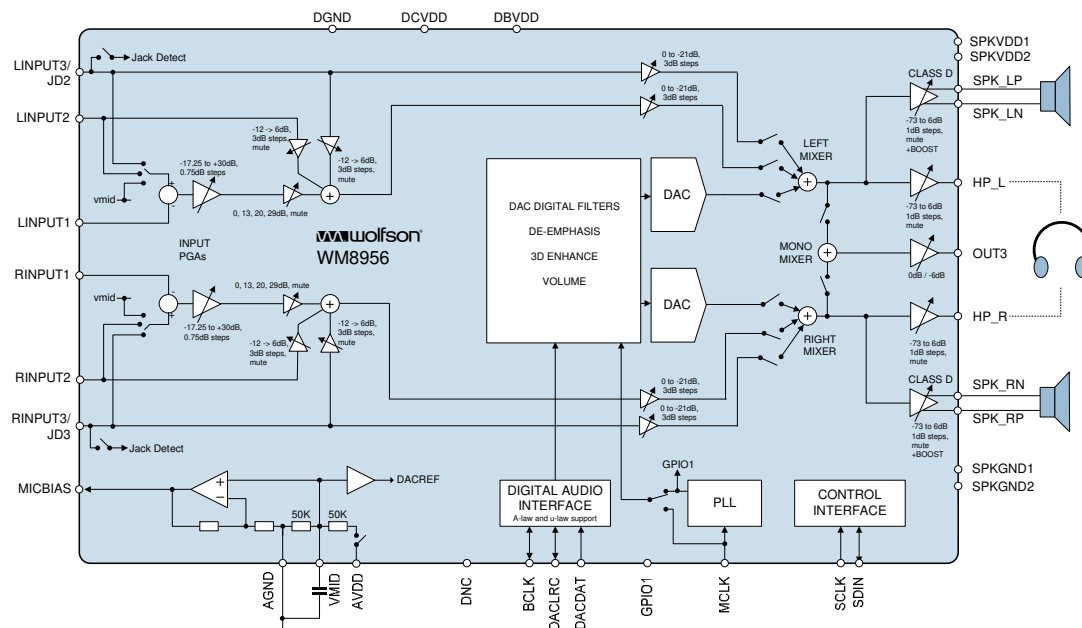 DGND
DCVDD
DBVDD
LINPUT3/
JD2
Jack Detect
LINPUT2
-12 -> 6dB,
3dB steps,
mute
-12 -> 6dB,
3dB steps,
mute
-17.25 to +30dB,
0.75dB steps
vmid
+
-
0, 13, 20, 29dB, mute
LINPUT1
INPUT
PGAs
wolfson
WM8956
RINPUT1
vmid
-
+
0, 13, 20, 29dB, mute
-17.25 to +30dB,
0.75dB steps
-12 -> 6dB,
3dB steps,
mute
-12 -> 6dB,
3dB steps,
mute
RINPUT2
RINPUT3/
JD3
Jack Detect
0 to -21dB,
3dB steps
0 to -21dB,
3dB steps
DAC DIGITAL FILTERS
DE-EMPHASIS
3D ENHANCE
VOLUME
DAC
DAC
LEFT
MIXER
MONO
MIXER
RIGHT
MIXER
0 to -21dB,
3dB steps
0 to -21dB,
3dB steps
SPKVDD1
SPKVDD2
CLASS D
SPK_LP
SPK_LN
-73 to 6dB
1dB steps,
mute
+BOOST
HP_L
-73 to 6dB
1dB steps,
mute
OUT3
0dB / -6dB
HP_R
-73 to 6dB
1dB steps,
mute
CLASS D
SPK_RN
SPK_RP
-73 to 6dB
1dB steps,
mute
+BOOST
SPKGND1
SPKGND2
MICBIAS
+
-
DACREF
50K
50K
DIGITAL AUDIO
INTERFACE
A-law and u-law support
GPIO1
PLL
CONTROL
INTERFACE
AGND
VMID
AVDD
DNC
BCLK
DACLRC
DACDAT
GPIO1
MCLK
SCLK
SDIN